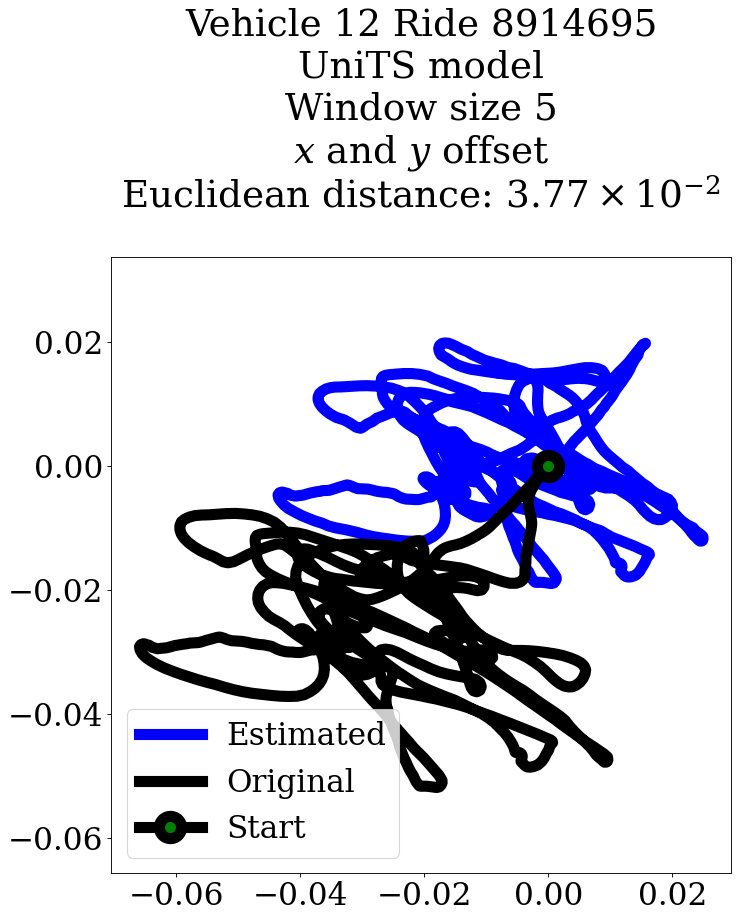 Vehicle 12 Ride 8914695
UniTS model
Window size 5
x and y offset
Euclidean distance: 3.77 × 10⁻²
0.02
0.00
−0.02
−0.04
−0.06
Estimated
Original
Start
−0.06 −0.04 −0.02 0.00 0.02